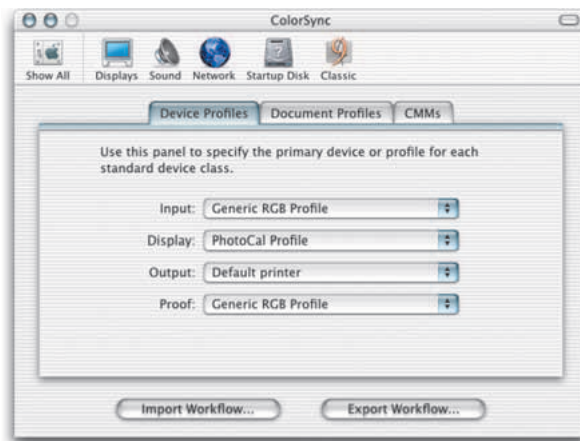 ColorSync
Show All Displays Sound Network Startup Disk Classic
Device Profiles Document Profiles CMMs
Use this panel to specify the primary device or profile for each
standard device class.
Input: Generic RGB Profile
Display: PhotoCal Profile
Output: Default printer
Proof: Generic RGB Profile
Import Workflow... Export Workflow...